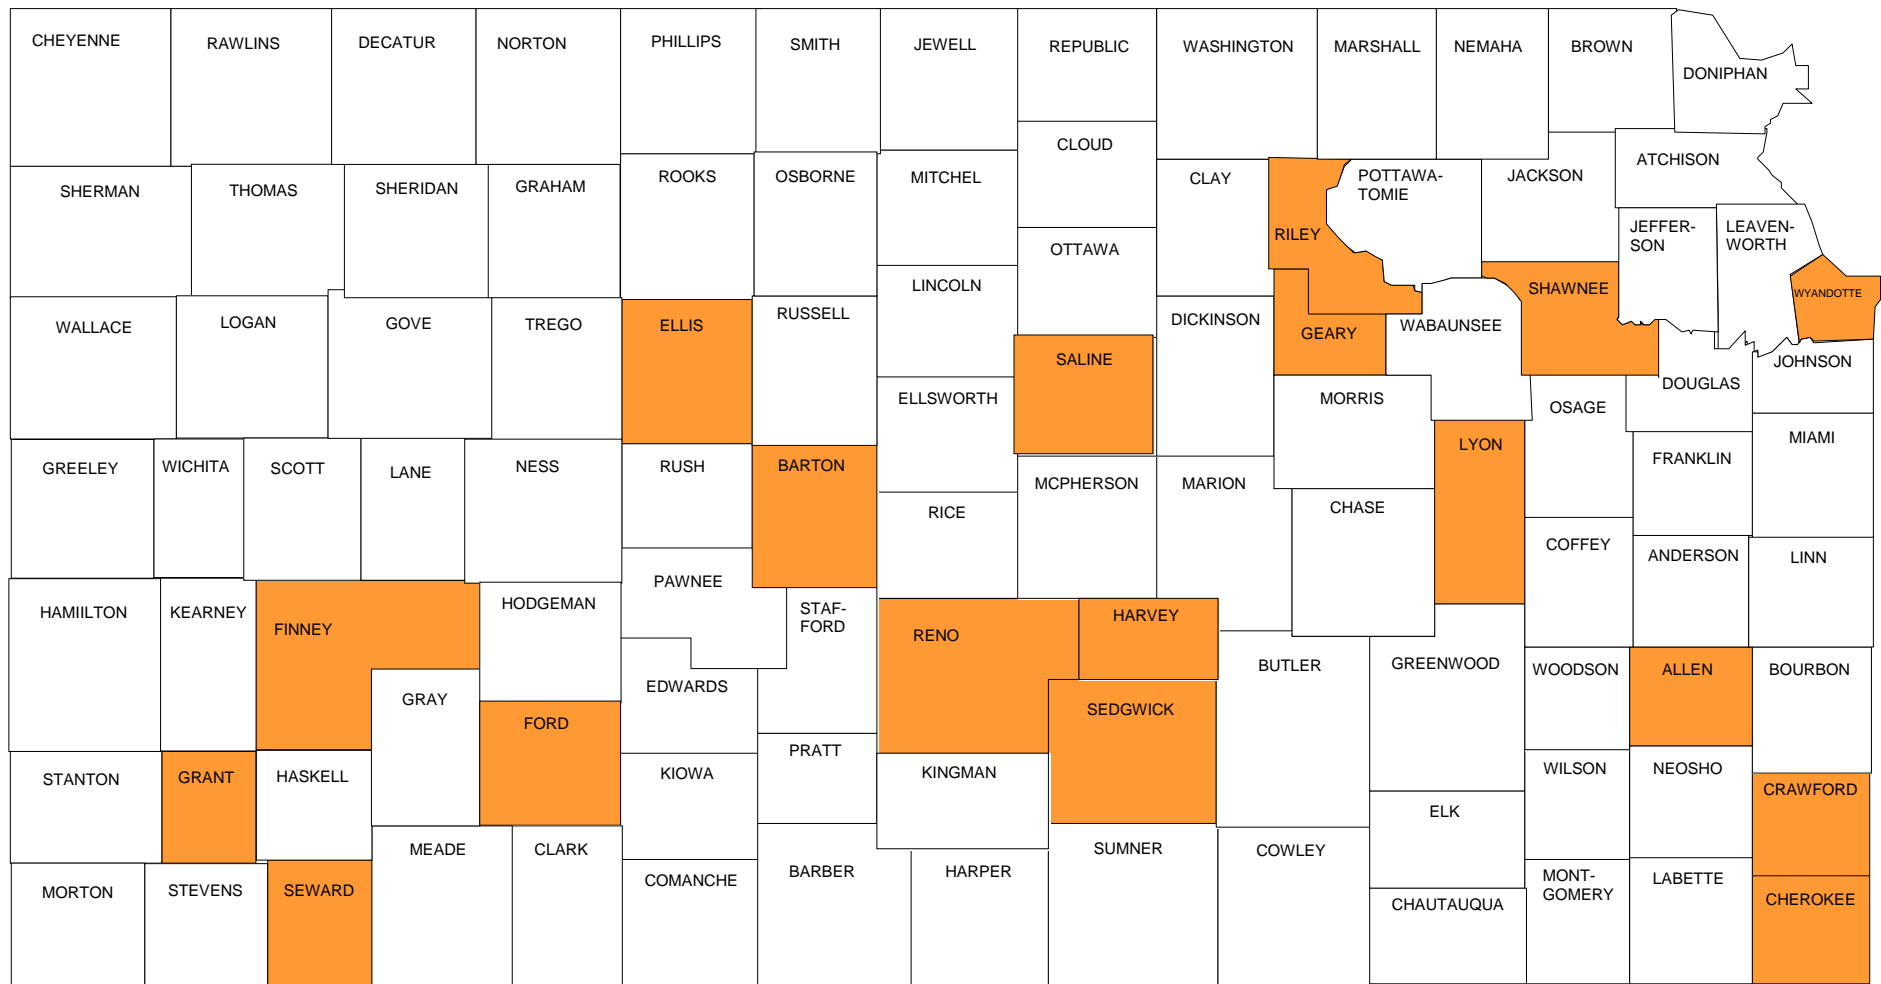 CHEYENNE
RAWLINS
DECATUR
NORTON
PHILLIPS
SMITH
JEWELL
REPUBLIC
WASHINGTON
MARSHALL
NEMAHA
BROWN
DONIPHAN
CLOUD
ATCHISON
SHERMAN
THOMAS
SHERIDAN
GRAHAM
ROOKS
OSBORNE
MITCHEL
CLAY
POTTAWA-
TOMIE
JACKSON
RILEY
OTTAWA
JEFFER-
SON
LEAVEN-
WORTH
WALLACE
LOGAN
GOVE
TREGO
ELLIS
RUSSELL
LINCOLN
DICKINSON
GEARY
WABAUNSEE
SHAWNEE
WYANDOTTE
SALINE
JOHNSON
DOUGLAS
ELLSWORTH
MORRIS
OSAGE
MIAMI
GREELEY
WICHITA
SCOTT
LANE
NESS
RUSH
BARTON
RICE
MCPHERSON
MARION
CHASE
LYON
FRANKLIN
COFFEY
ANDERSON
LINN
HAMIILTON
KEARNEY
FINNEY
HODGEMAN
PAWNEE
STAF-
FORD
RENO
HARVEY
BUTLER
GREENWOOD
WOODSON
ALLEN
BOURBON
GRAY
FORD
EDWARDS
SEDGWICK
STANTON
GRANT
HASKELL
KIOWA
PRATT
KINGMAN
WILSON
NEOSHO
CRAWFORD
ELK
MORTON
STEVENS
SEWARD
MEADE
CLARK
COMANCHE
BARBER
HARPER
SUMNER
COWLEY
CHAUTAUQUA
MONT-
GOMERY
LABETTE
CHEROKEE